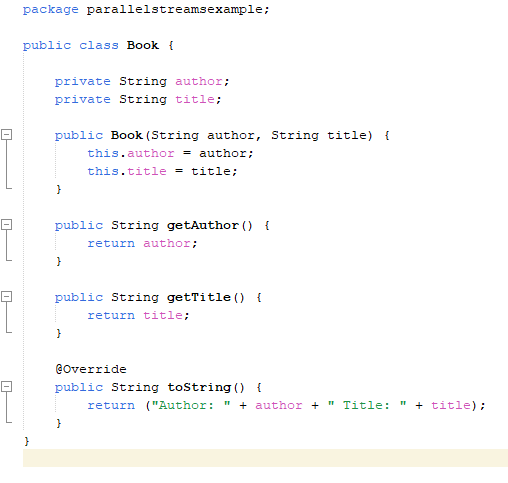 package parallelstreamsexample;
public class Book {
private String author;
private String title;
public Book(String author, String title) {
this.author = author;
this.title = title;
}
public String getAuthor() {
return author;
}
public String getTitle() {
return title;
}
@Override
public String toString() {
return ("Author: " + author + " Title: " + title);
}
}